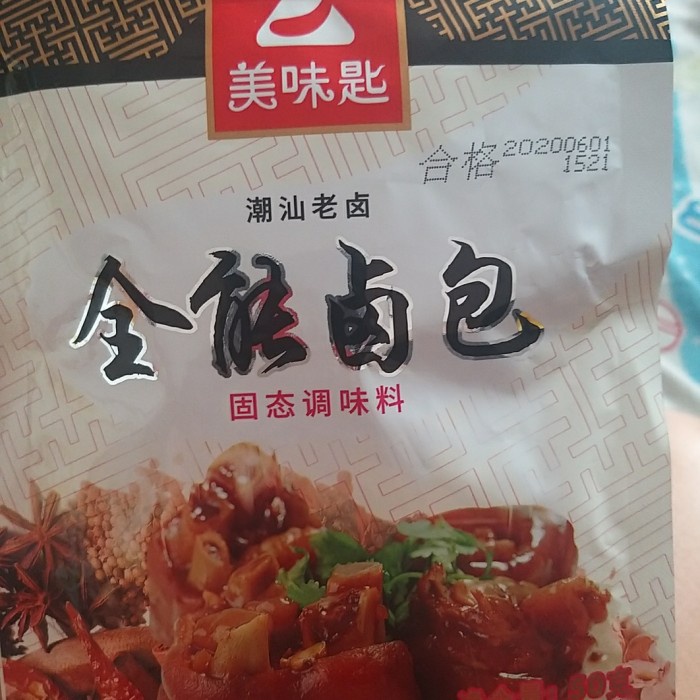 美味匙
合格 20200601
1521
潮汕老卤
全能卤包
固态调味料